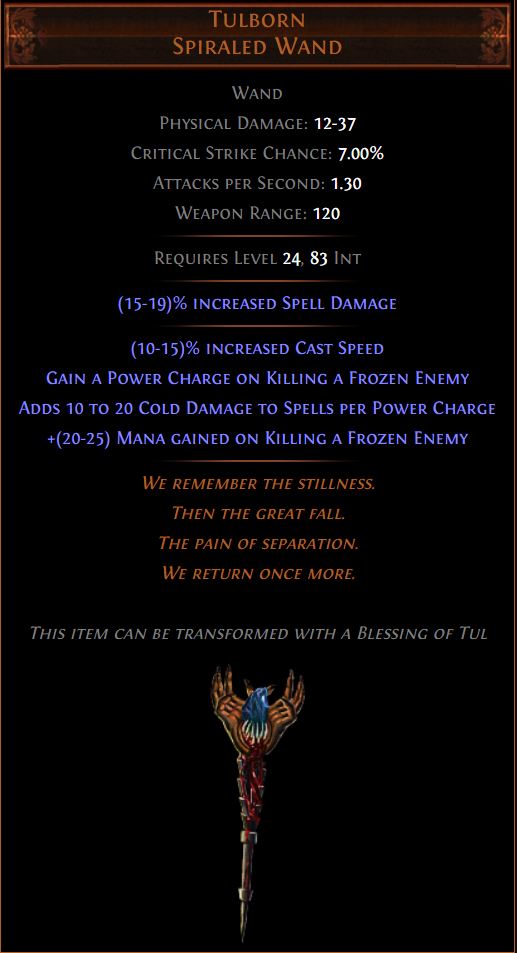 Tulborn
Spiraled Wand
Wand
Physical Damage: 12-37
Critical Strike Chance: 7.00%
Attacks per Second: 1.30
Weapon Range: 120
Requires Level 24, 83 Int
(15-19)% increased Spell Damage
(10-15)% increased Cast Speed
Gain a Power Charge on Killing a Frozen Enemy
Adds 10 to 20 Cold Damage to Spells per Power Charge
+(20-25) Mana gained on Killing a Frozen Enemy
We remember the stillness.
Then the great fall.
The pain of separation.
We return once more.
This item can be transformed with a Blessing of Tul